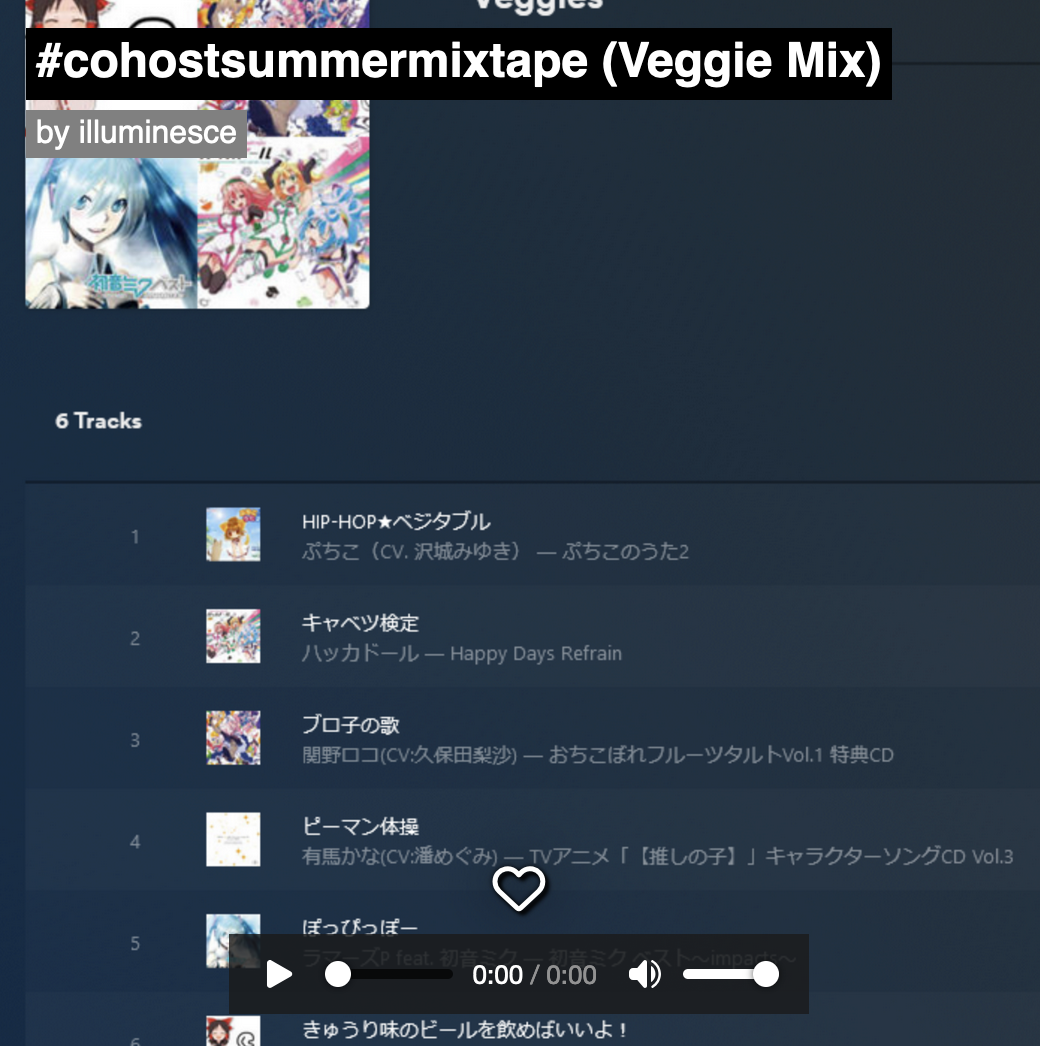 Veggies
#cohostsummermixtape (Veggie Mix)
by illuminesce
初音ミクベスト
6 Tracks
1
HIP-HOP★ベジタブル
ぷちこ（CV. 沢城みゆき） — ぷちこのうた2
2
キャベツ検定
ハッカドール — Happy Days Refrain
3
ブロ子の歌
関野ロコ(CV:久保田梨沙) — おちこぼれフルーツタルトVol.1 特典CD
4
ピーマン体操
有馬かな(CV:潘めぐみ) — TVアニメ「【推しの子】」キャラクターソングCD Vol.3
5
ぽっぴっぽー
ラマーズP feat. 初音ミク — 初音ミク ベスト～impacts～
0:00 / 0:00
6
きゅうり味のビールを飲めばいいよ！